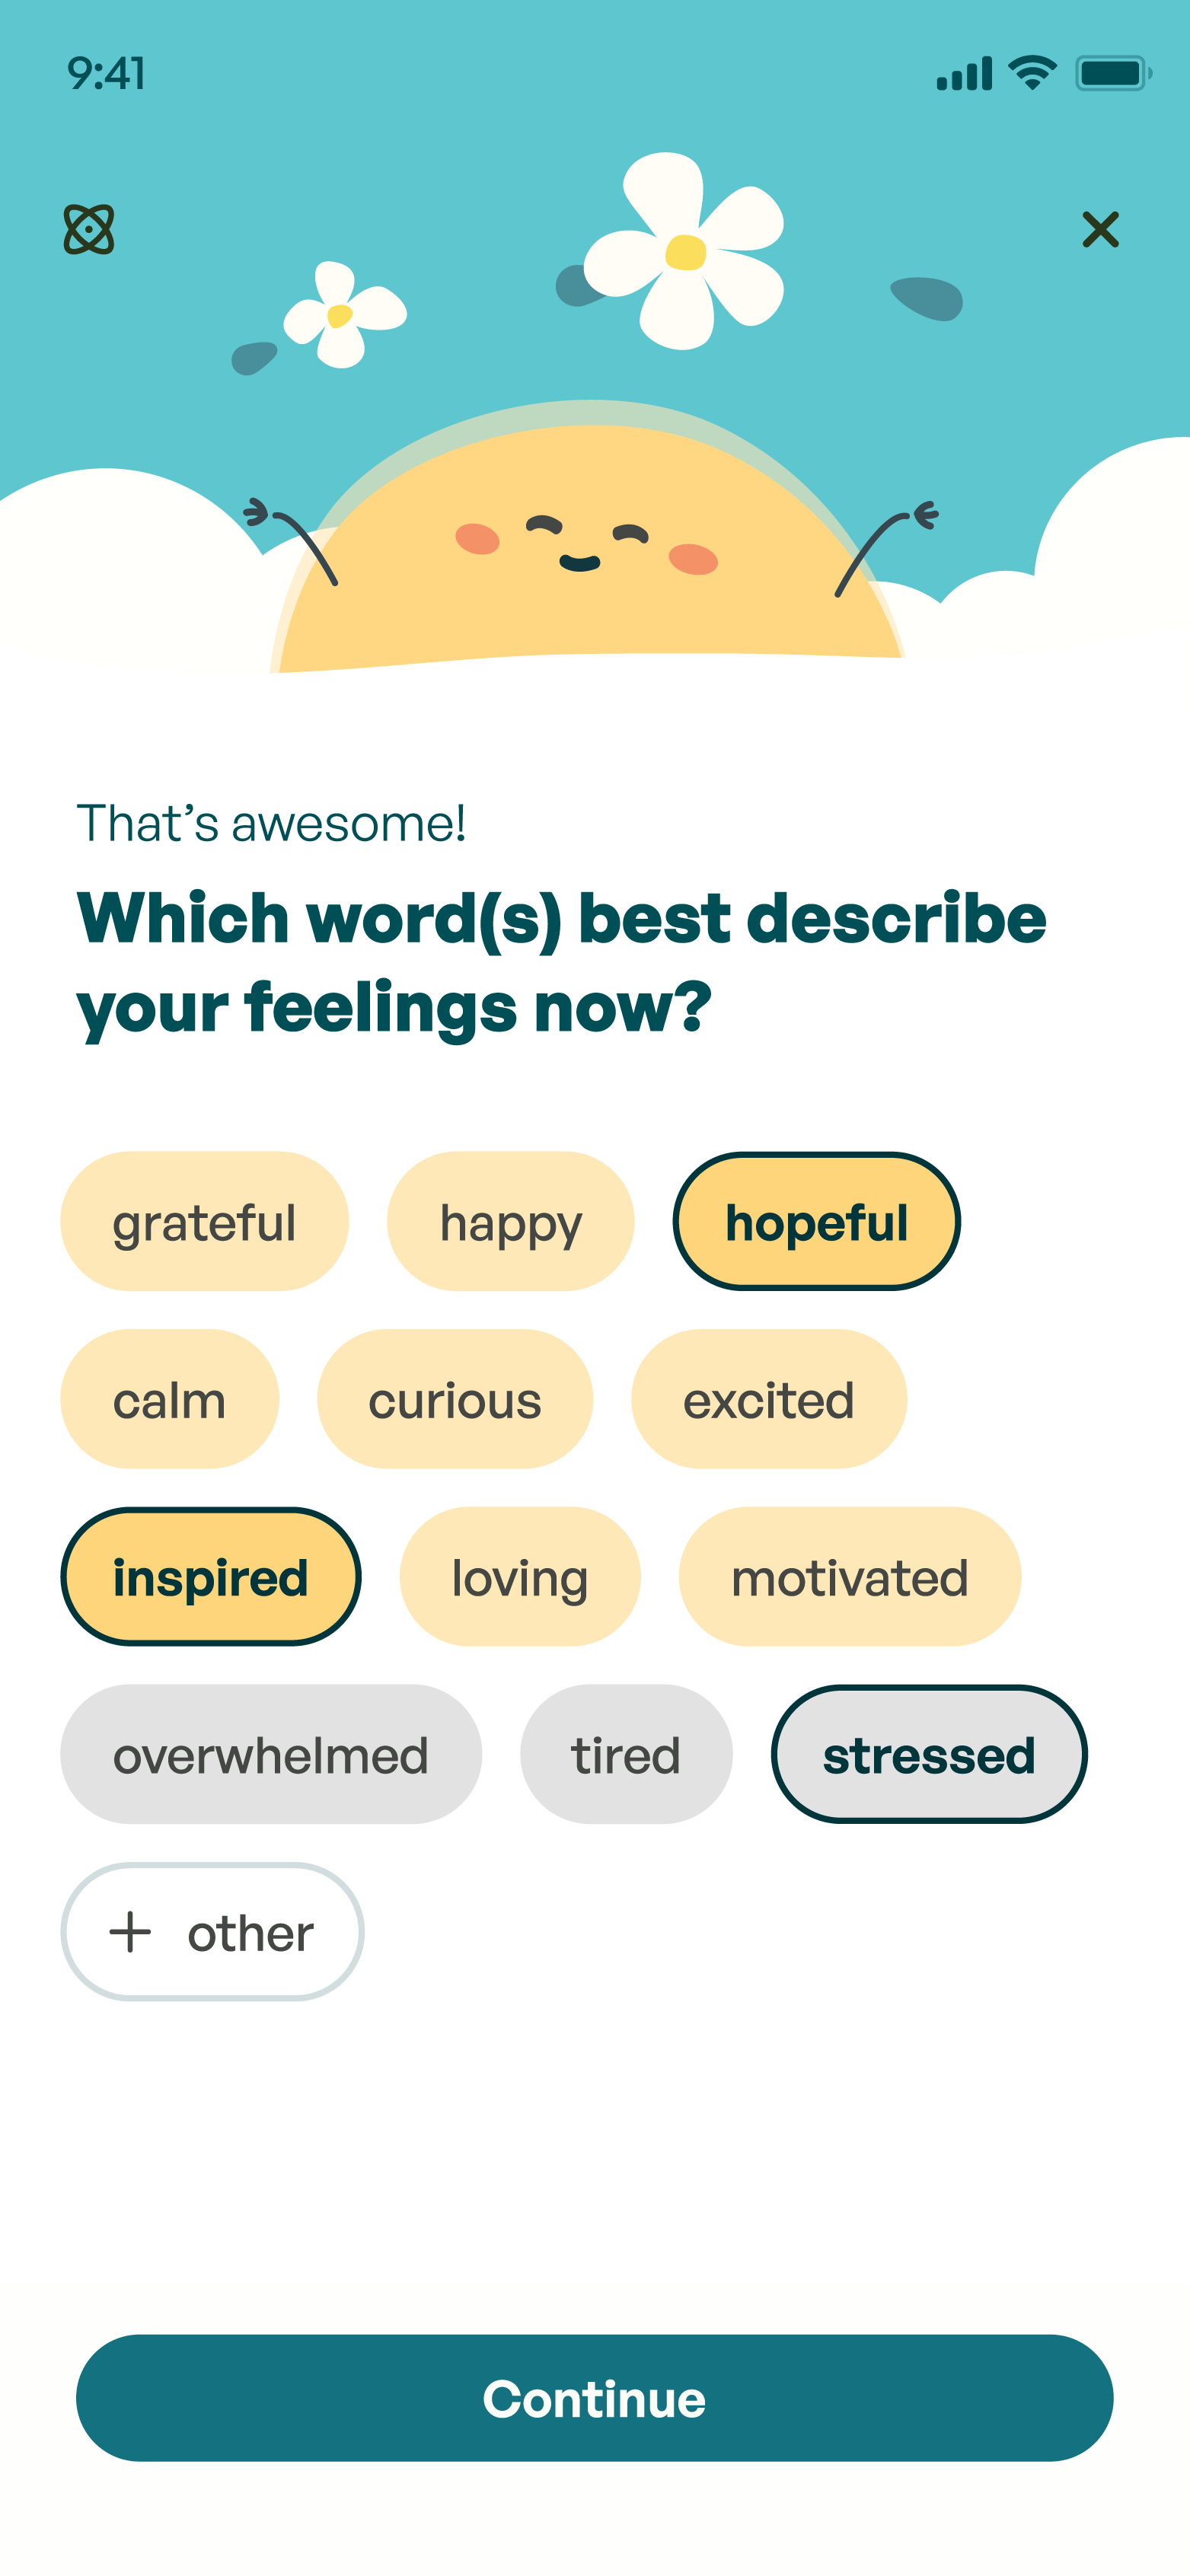 9:41
That’s awesome!
Which word(s) best describe
your feelings now?
grateful happy hopeful
calm curious excited
inspired loving motivated
overwhelmed tired stressed
+ other
Continue